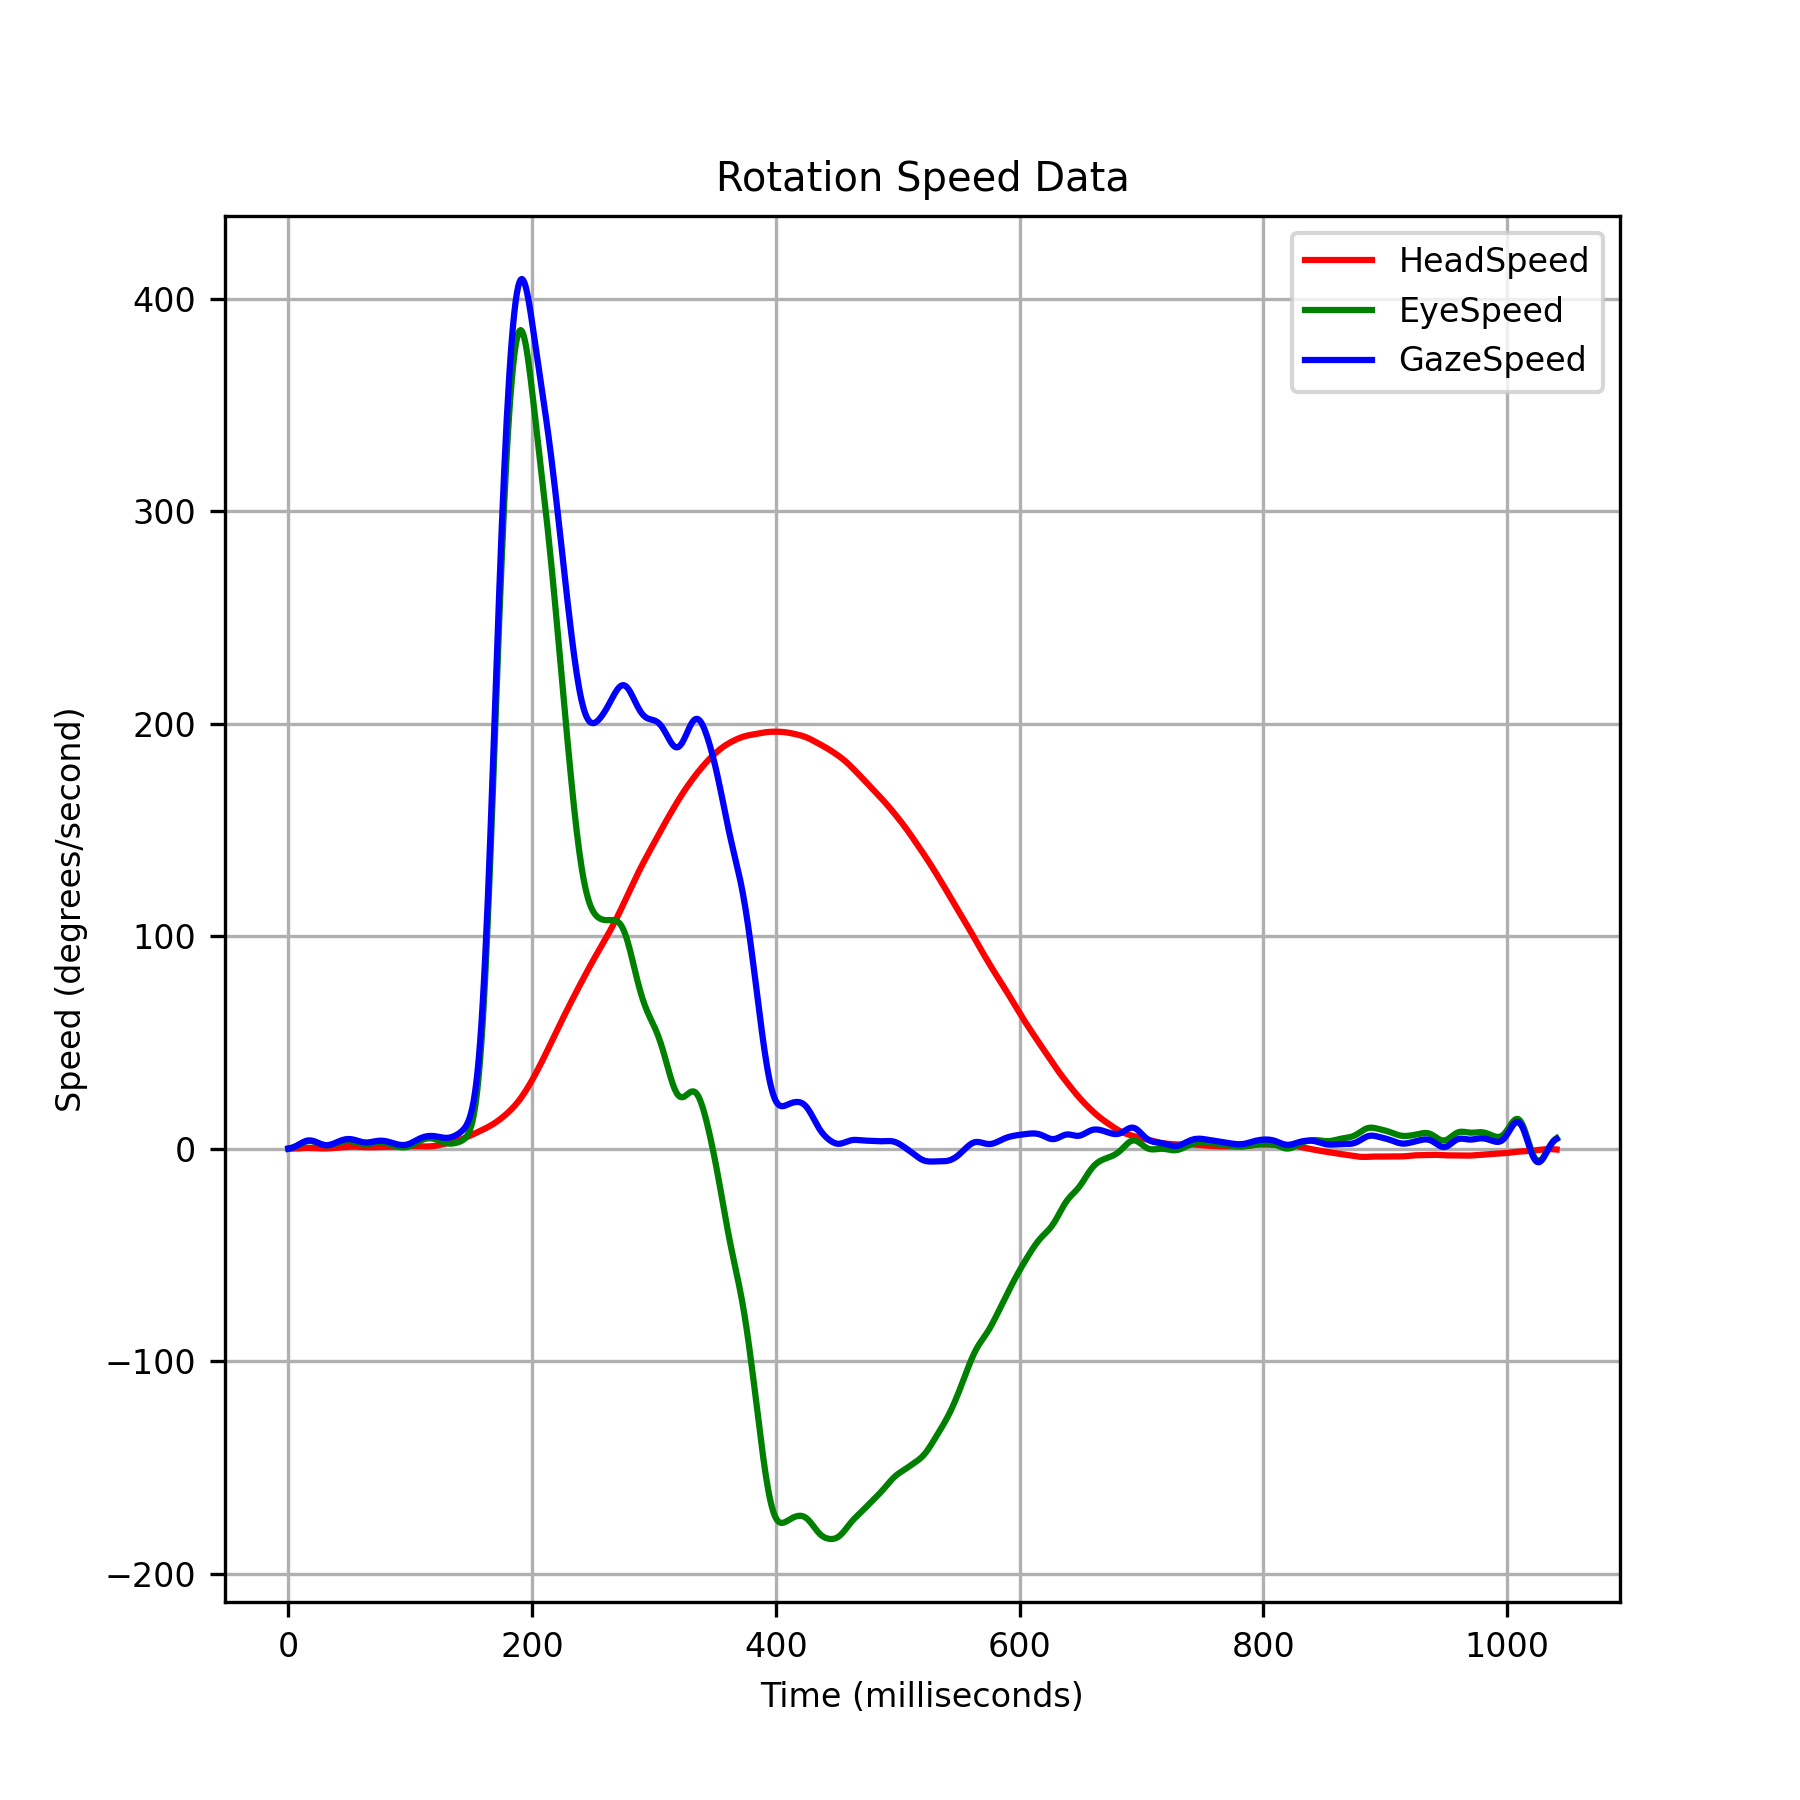 Rotation Speed Data
HeadSpeed
EyeSpeed
GazeSpeed
Speed (degrees/second)
400
300
200
100
0
−100
−200
0 200 400 600 800 1000
Time (milliseconds)